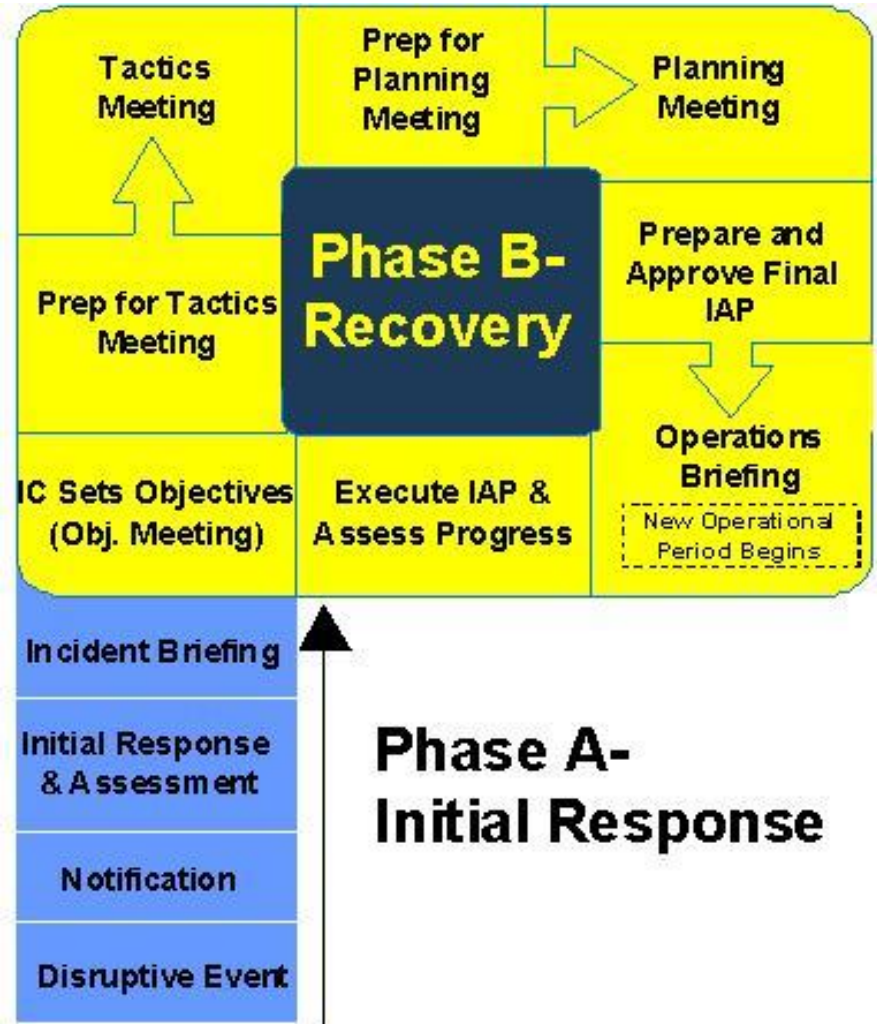 Tactics
Meeting
Prep for
Planning
Meeting
Planning
Meeting
Prep for Tactics
Meeting
Phase B-
Recovery
Prepare and
Approve Final
IAP
Operations
Briefing
New Operational
Period Begins
IC Sets Objectives
(Obj. Meeting)
Execute IAP &
Assess Progress
Incident Briefing
Initial Response
& Assessment
Notification
Disruptive Event
Phase A-
Initial Response